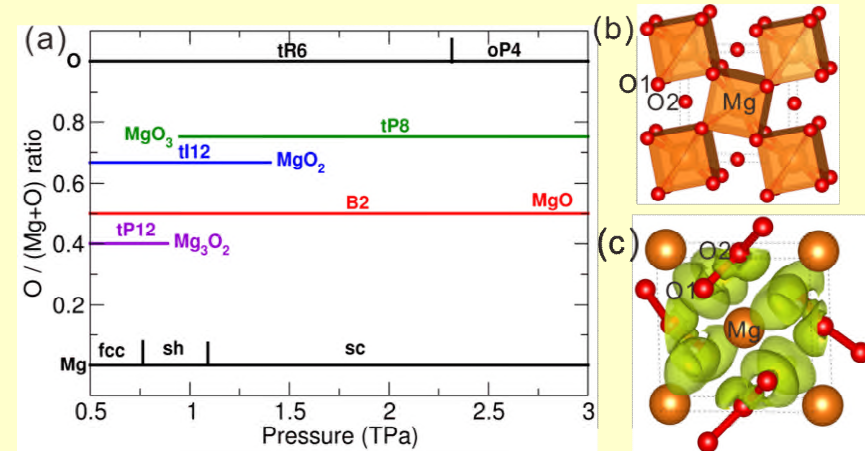 (a)
tR6 oP4
O
0.8
MgO₃ tP8
tI12 MgO₂
0.6
B2 MgO
tP12
0.4 Mg₃O₂
0.2
fcc sh sc
Mg
0.5 1 1.5 2 2.5 3
Pressure (TPa)
O / (Mg+O) ratio
(b)
O1
O2 Mg
(c)
O2
O1
Mg